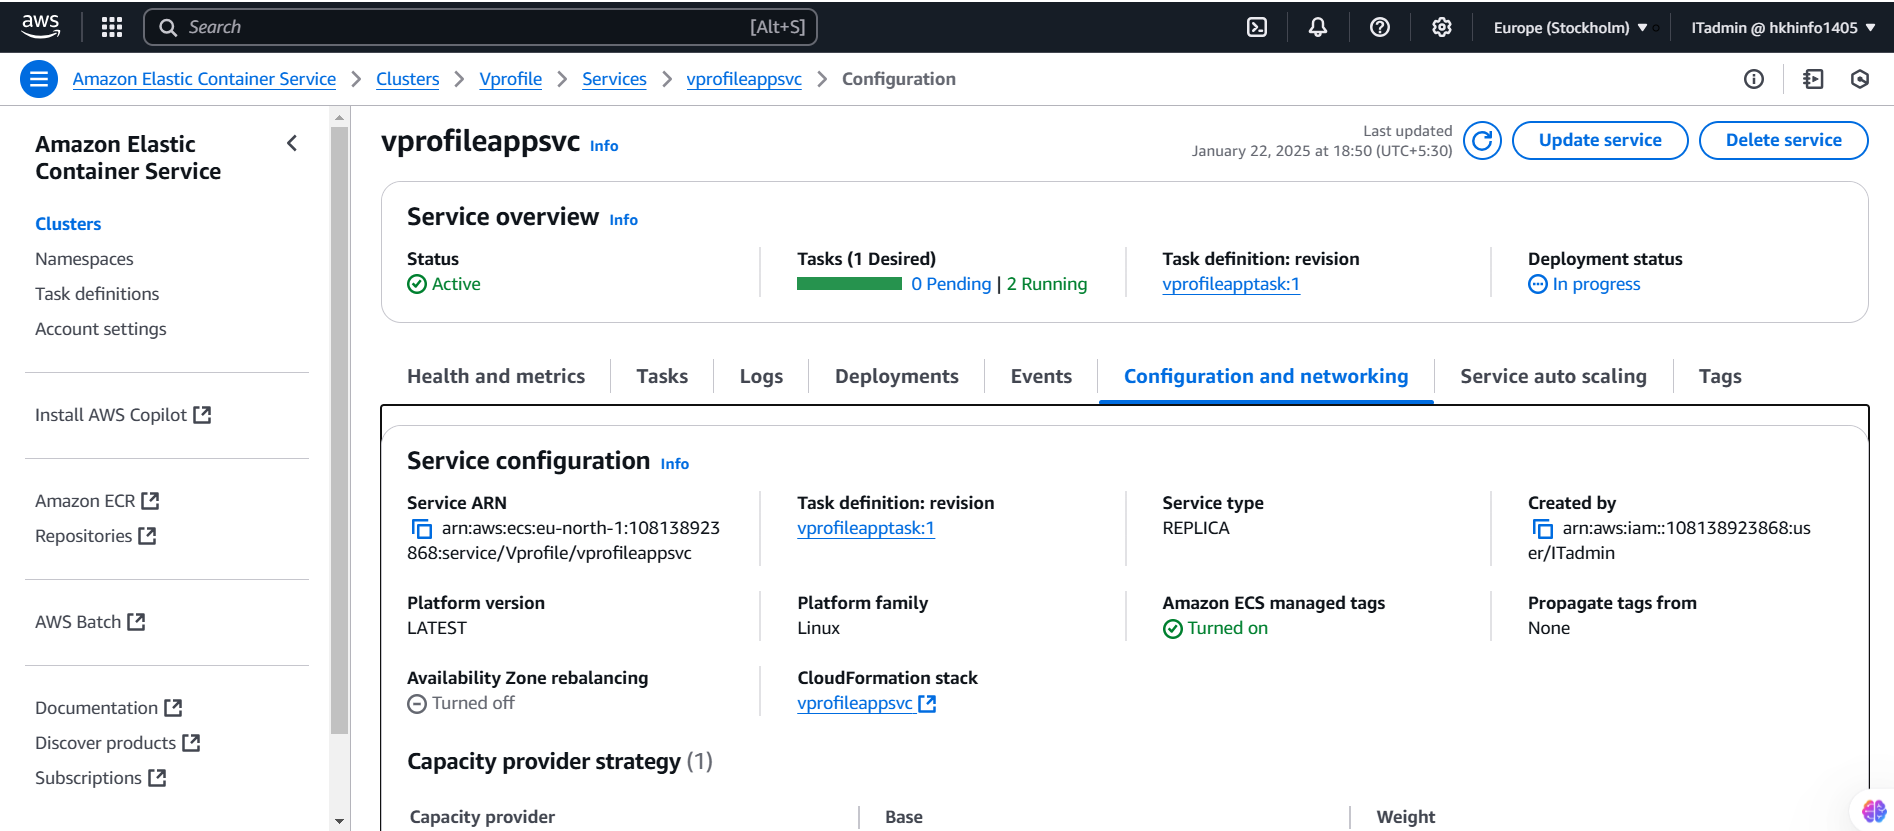 aws
Search [Alt+S]
Europe (Stockholm) ▼
ITadmin @ hkhinfo1405 ▼
Amazon Elastic Container Service > Clusters > Vprofile > Services > vprofileappsvc > Configuration
Amazon Elastic
Container Service
Clusters
Namespaces
Task definitions
Account settings
Install AWS Copilot
Amazon ECR
Repositories
AWS Batch
Documentation
Discover products
Subscriptions
vprofileappsvc Info
Last updated
January 22, 2025 at 18:50 (UTC+5:30)
Update service
Delete service
Service overview Info
Status
Active
Tasks (1 Desired)
0 Pending | 2 Running
Task definition: revision
vprofileapptask:1
Deployment status
In progress
Health and metrics
Tasks
Logs
Deployments
Events
Configuration and networking
Service auto scaling
Tags
Service configuration Info
Service ARN
arn:aws:ecs:eu-north-1:108138923
868:service/Vprofile/vprofileappsvc
Task definition: revision
vprofileapptask:1
Service type
REPLICA
Created by
arn:aws:iam::108138923868:us
er/ITadmin
Platform version
LATEST
Platform family
Linux
Amazon ECS managed tags
Turned on
Propagate tags from
None
Availability Zone rebalancing
Turned off
CloudFormation stack
vprofileappsvc
Capacity provider strategy (1)
Capacity provider
Base
Weight